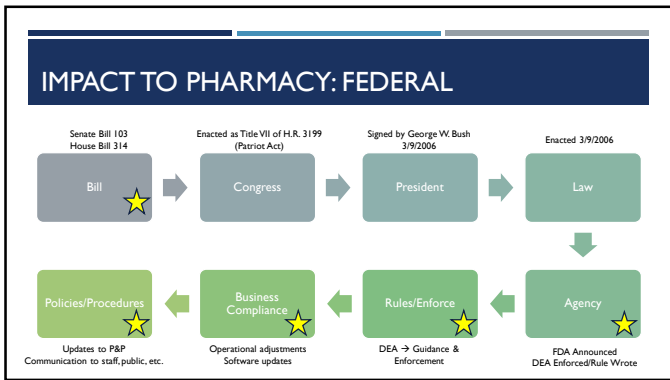 IMPACT TO PHARMACY: FEDERAL
Senate Bill 103
House Bill 314
Enacted as Title VII of H.R. 3199
(Patriot Act)
Signed by George W. Bush
3/9/2006
Enacted 3/9/2006
Bill
Congress
President
Law
Policies/Procedures
Business
Compliance
Rules/Enforce
Agency
Updates to P&P
Communication to staff, public, etc.
Operational adjustments
Software updates
DEA → Guidance &
Enforcement
FDA Announced
DEA Enforced/Rule Wrote